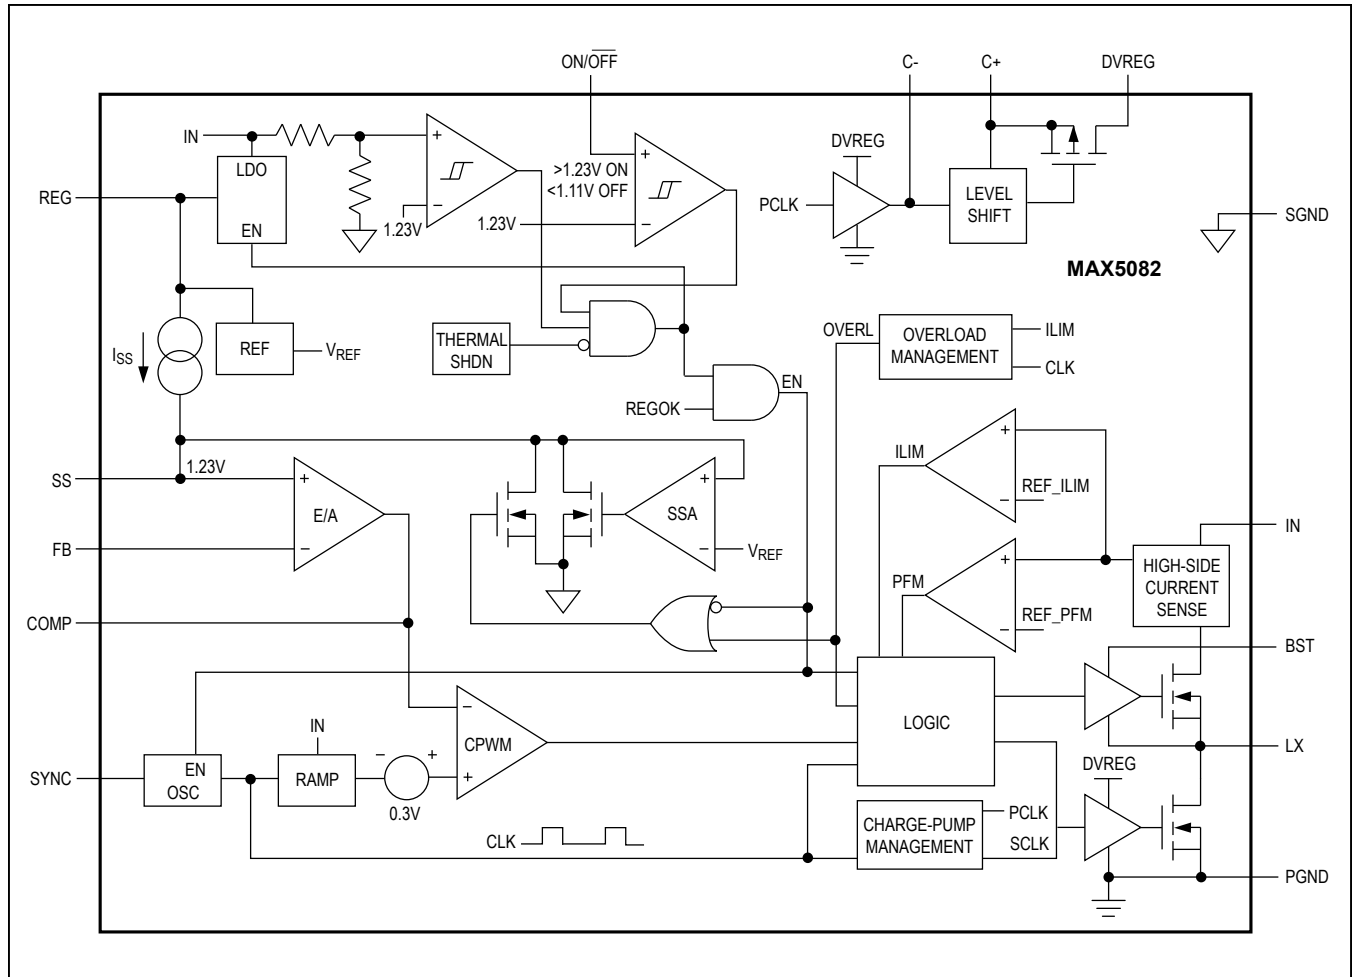 ON/OFF
C-
C+
DVREG
IN
LDO
EN
+
−
1.23V
>1.23V ON
<1.11V OFF
1.23V
+
−
DVREG
PCLK
LEVEL
SHIFT
REG
SGND
MAX5082
ISS
REF
VREF
THERMAL
SHDN
OVERL
OVERLOAD
MANAGEMENT
ILIM
CLK
EN
REGOK
SS
1.23V
+
E/A
−
FB
+
SSA
−
VREF
ILIM
+
−
REF_ILIM
PFM
+
−
REF_PFM
IN
HIGH-SIDE
CURRENT
SENSE
COMP
BST
LOGIC
−
CPWM
+
IN
SYNC
EN
OSC
RAMP
−
+
0.3V
LX
DVREG
CLK
CHARGE-PUMP
MANAGEMENT
PCLK
SCLK
PGND